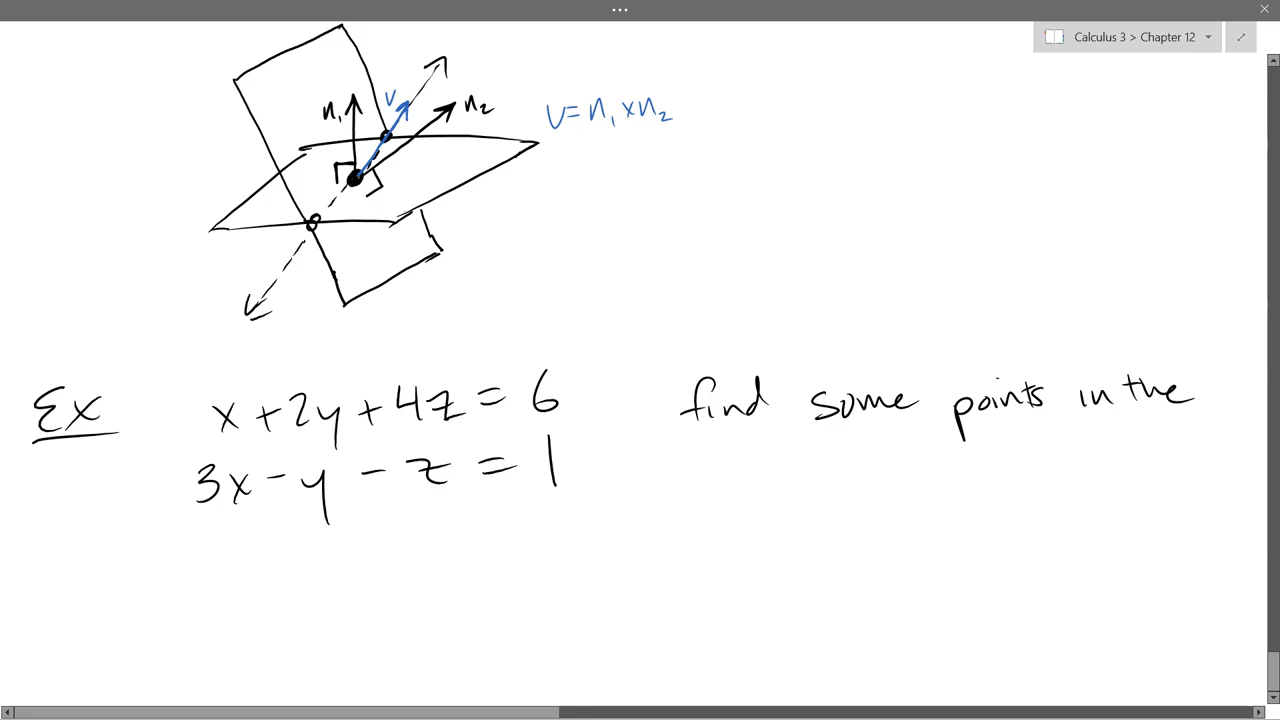 Calculus 3 > Chapter 12
n₁
v
n₂
v = n₁ × n₂
Ex x + 2y + 4z = 6 find some points in the
3x - y - z = 1